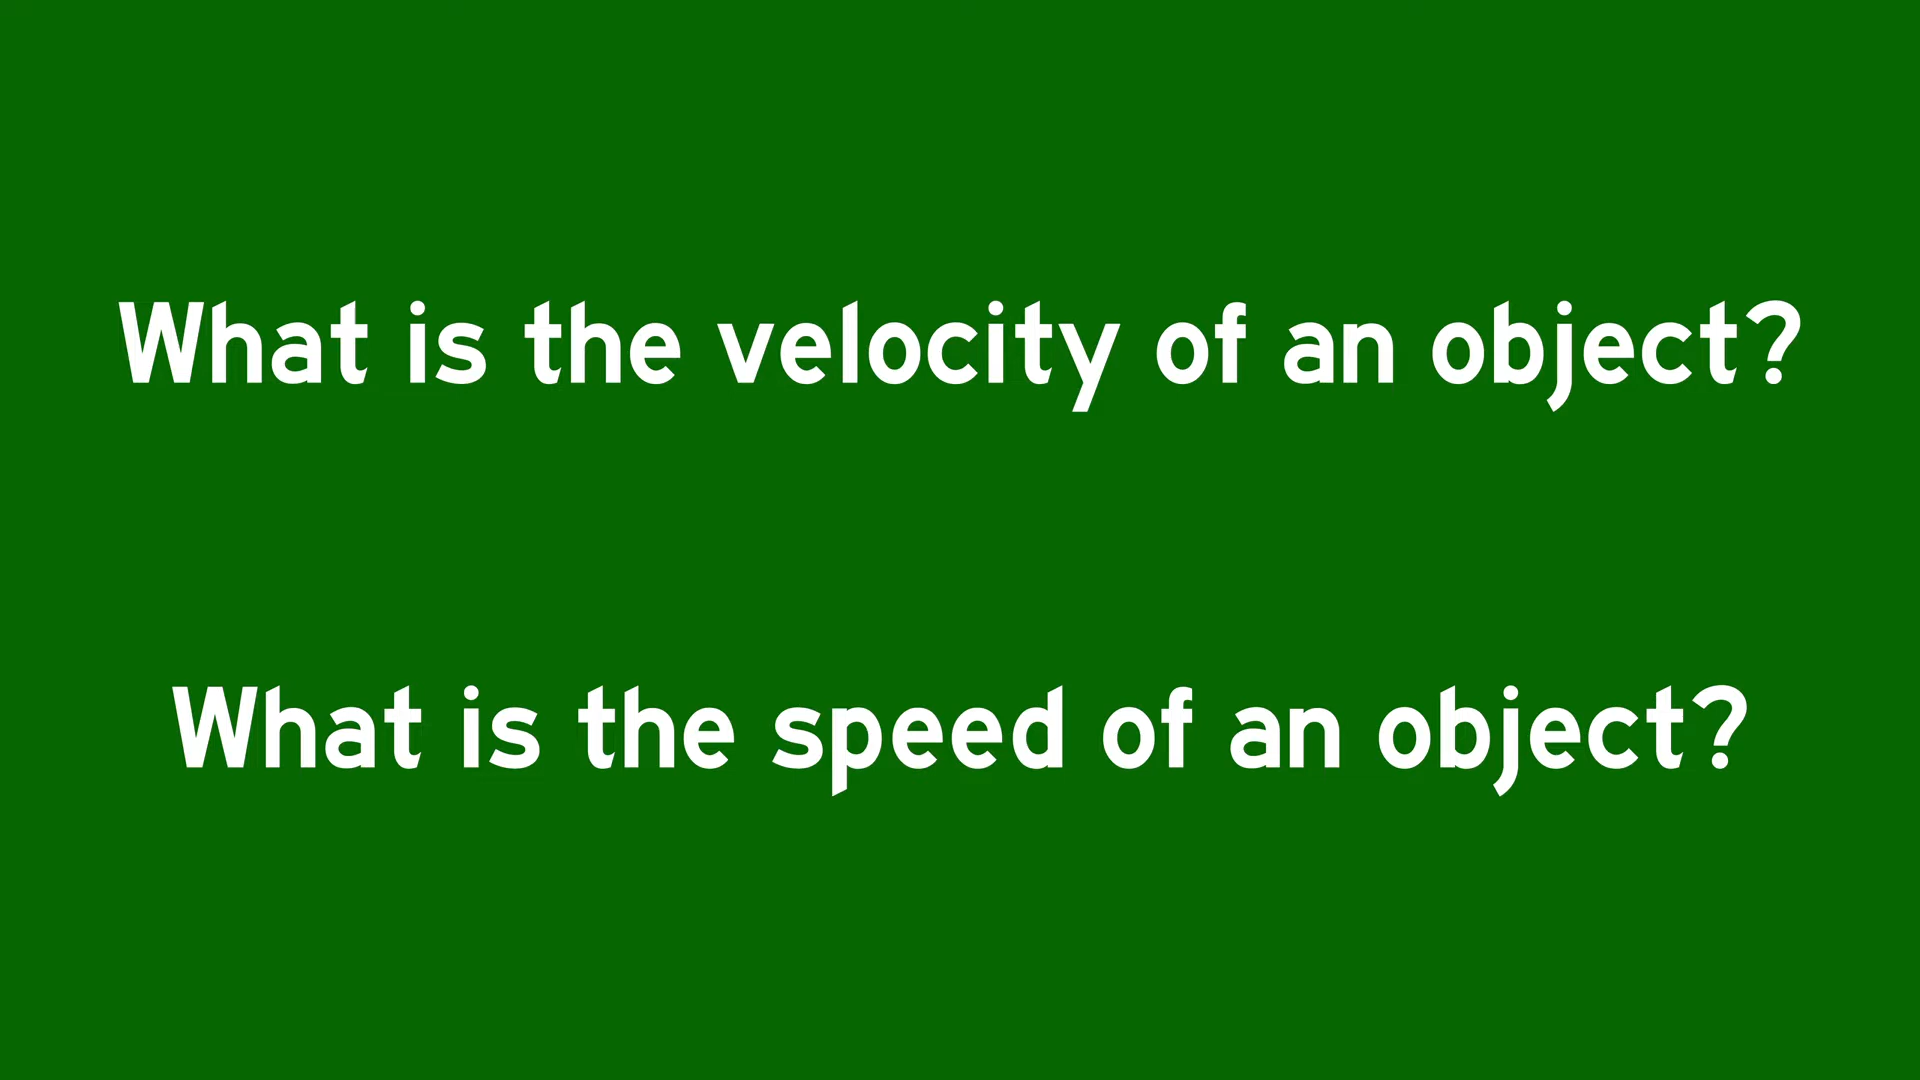 What is the velocity of an object?
What is the speed of an object?